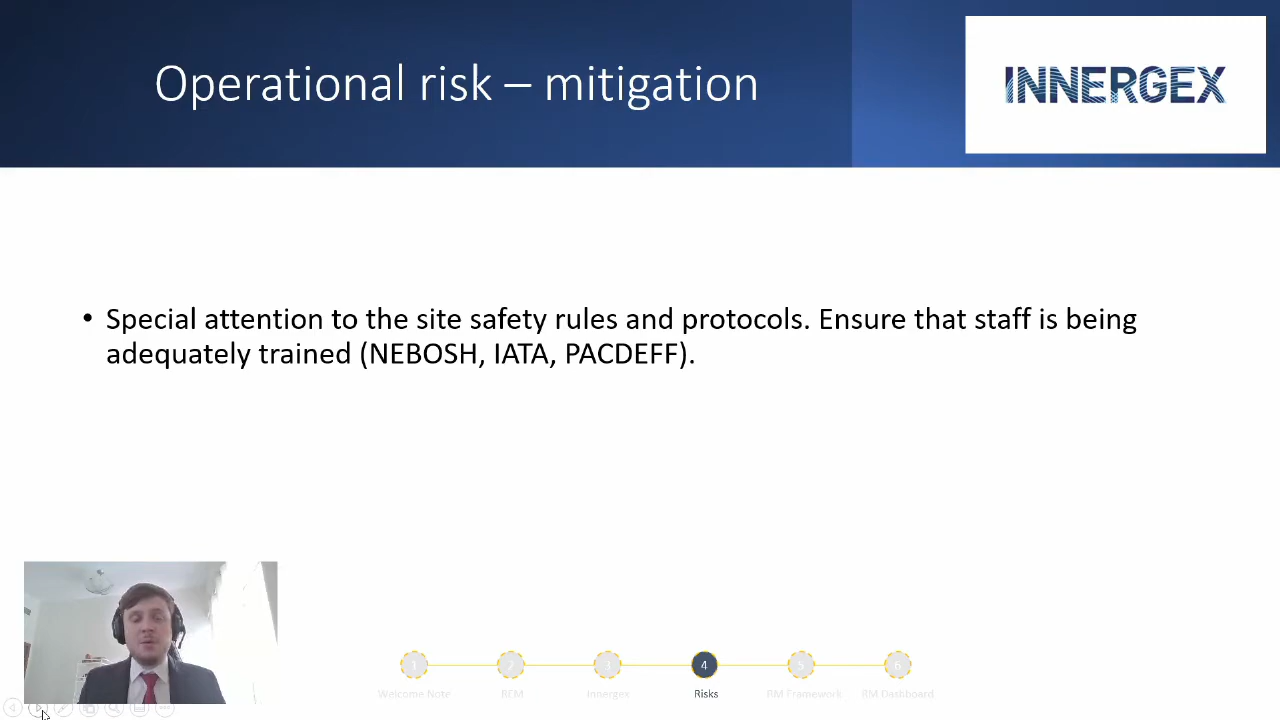 Operational risk – mitigation
INNERGEX
• Special attention to the site safety rules and protocols. Ensure that staff is being
adequately trained (NEBOSH, IATA, PACDEFF).
1 2 3 4 5 6
Welcome Note REM Innergex Risks RM Framework RM Dashboard